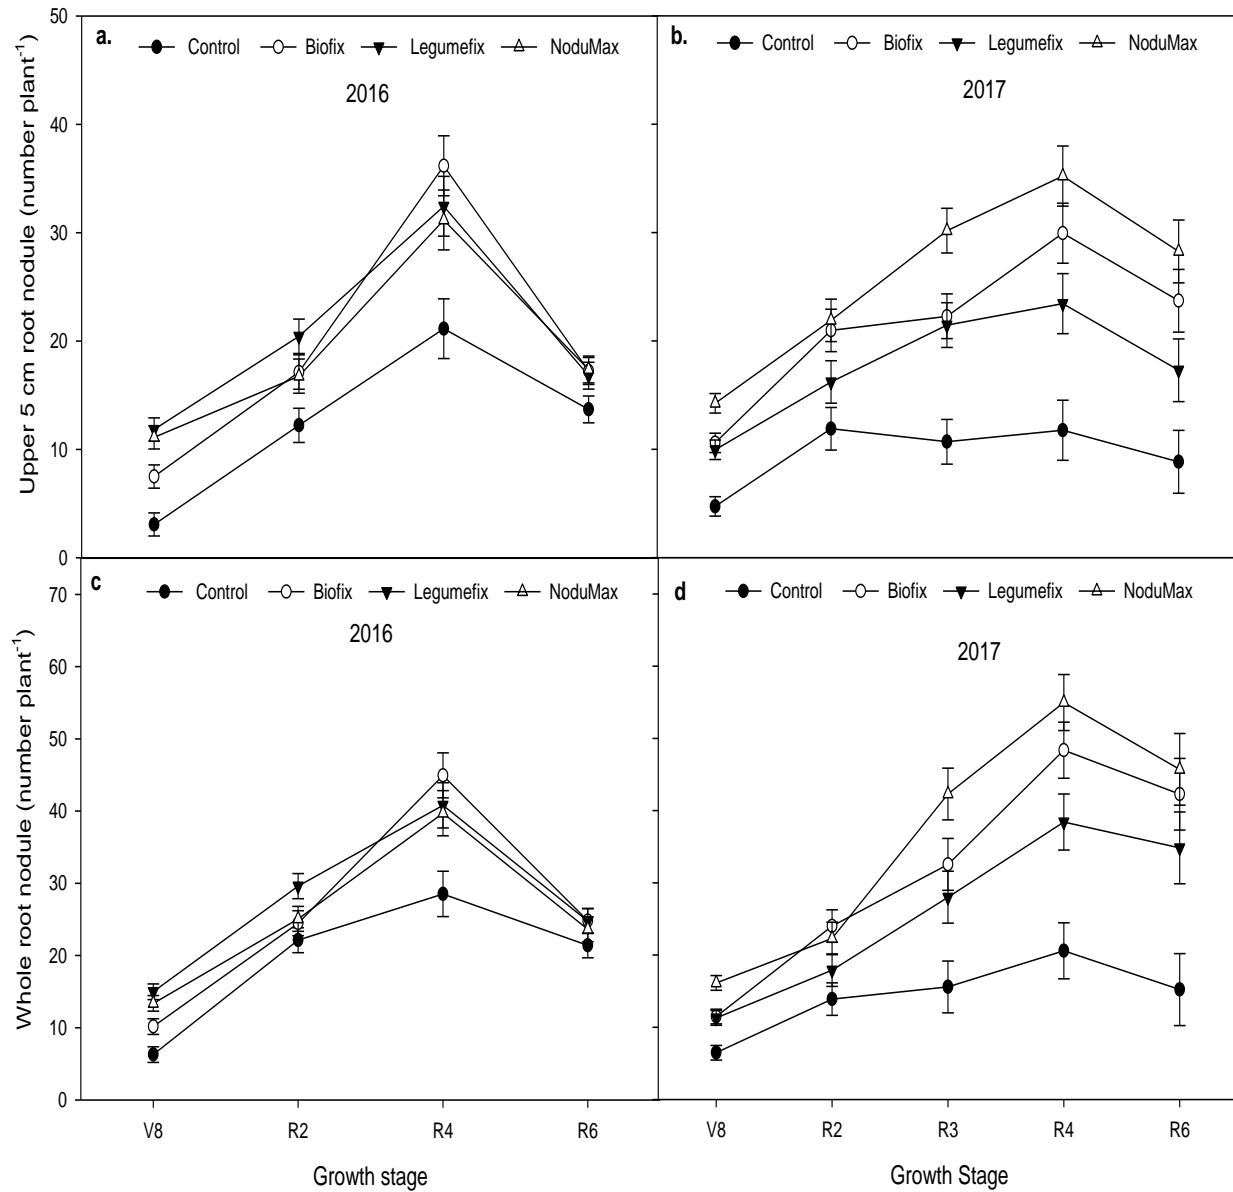 a.
Control Biofix Legumefix NoduMax
2016
50
40
30
20
10
0
Upper 5 cm root nodule (number plant-1)
b.
Control Biofix Legumefix NoduMax
2017
c
Control Biofix Legumefix NoduMax
2016
70
60
50
40
30
20
10
0
Whole root nodule (number plant-1)
V8 R2 R4 R6
Growth stage
d
Control Biofix Legumefix NoduMax
2017
V8 R2 R3 R4 R6
Growth Stage